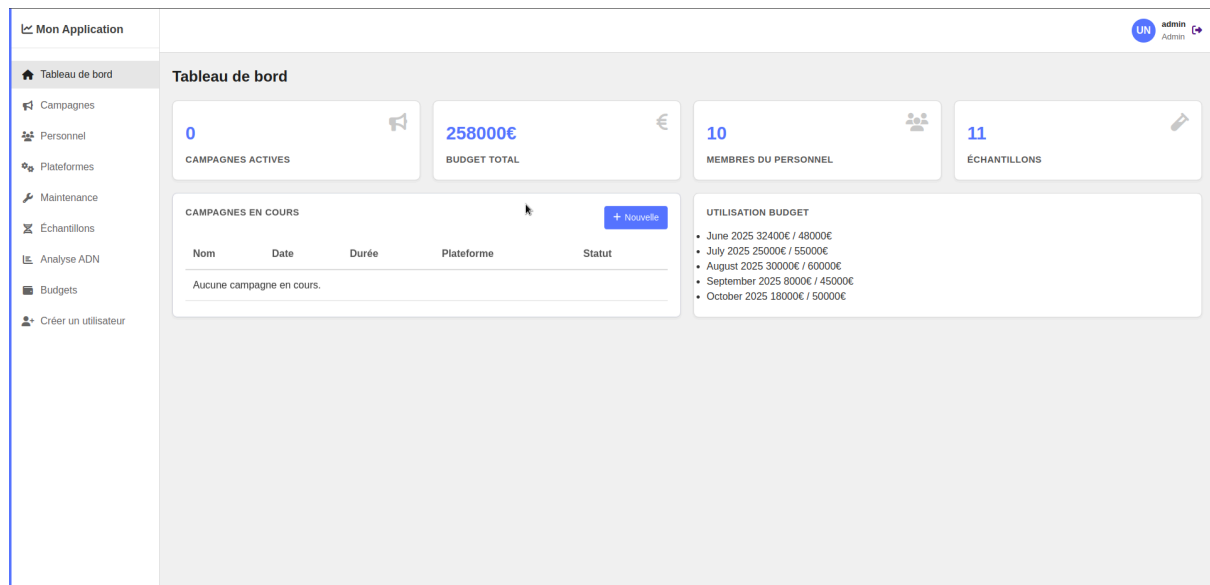 Mon Application
UN
admin
Admin
Tableau de bord
Campagnes
Personnel
Plateformes
Maintenance
Échantillons
Analyse ADN
Budgets
Créer un utilisateur
Tableau de bord
0
CAMPAGNES ACTIVES
258000€
€
BUDGET TOTAL
10
MEMBRES DU PERSONNEL
11
ÉCHANTILLONS
CAMPAGNES EN COURS
+ Nouvelle
Nom Date Durée Plateforme Statut
Aucune campagne en cours.
UTILISATION BUDGET
• June 2025 32400€ / 48000€
• July 2025 25000€ / 55000€
• August 2025 30000€ / 60000€
• September 2025 8000€ / 45000€
• October 2025 18000€ / 50000€